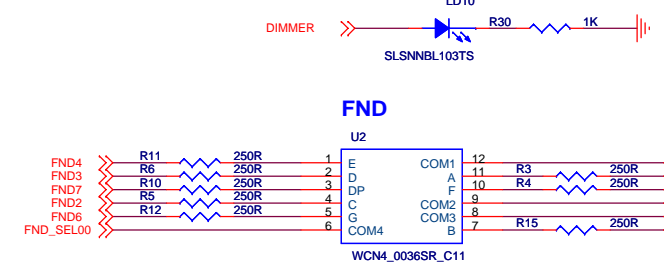 LD10
DIMMER R30 1K
SLSNNBL103TS
FND
U2
FND4 R11 250R 1 E COM1 12
FND3 R6 250R 2 D A 11 R3 250R
FND7 R10 250R 3 DP F 10 R4 250R
FND2 R5 250R 4 C COM2 9
FND6 R12 250R 5 G COM3 8
FND_SEL00 6 COM4 B 7 R15 250R
WCN4_0036SR_C11